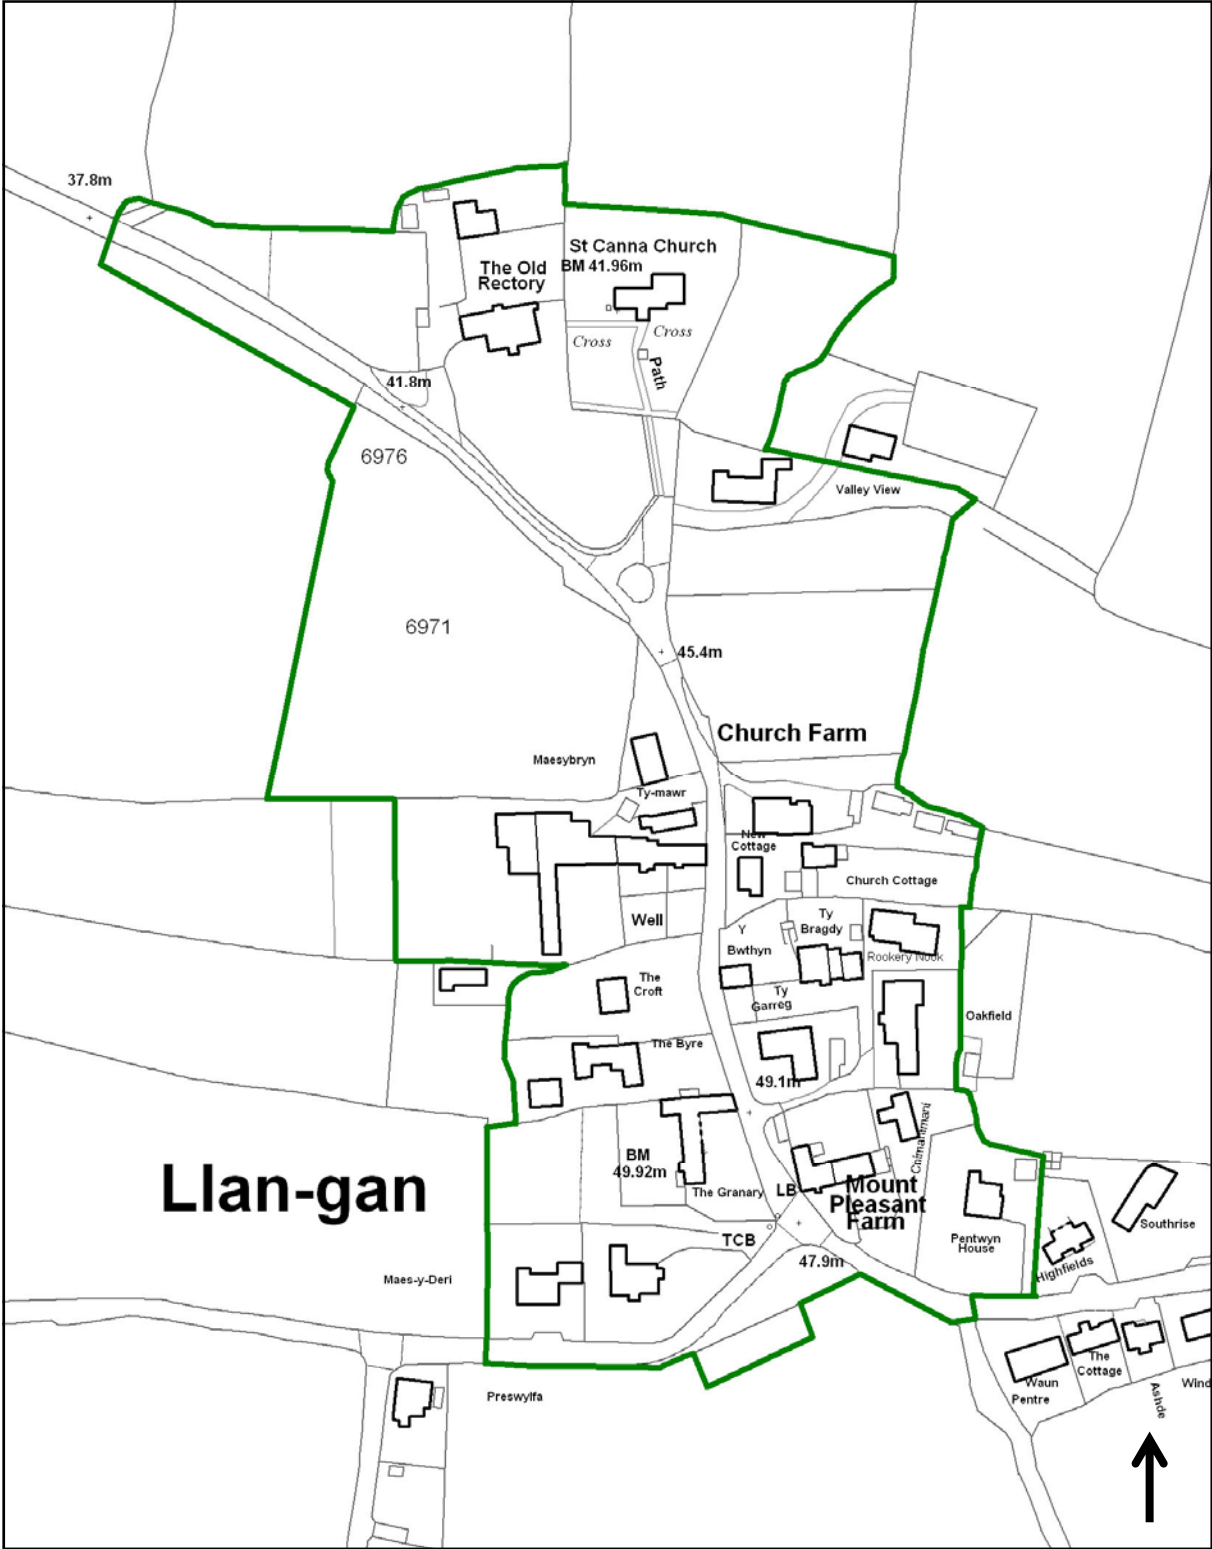 37.8m
St Canna Church
BM 41.96m
The Old
Rectory
Cross
Cross
Path
41.8m
6976
Valley View
6971
45.4m
Church Farm
Maesybryn
Ty-mawr
New
Cottage
Church Cottage
Well
Ty
Bragdy
Y
Bwthyn
Rookery Nook
The
Croft
Ty
Garreg
Oakfield
The Byre
49.1m
BM
49.92m
Llan-gan
The Granary
LB
Mount
Pleasant
Farm
Southrise
TCB
Pentwyn
House
47.9m
Highfields
Maes-y-Deri
The
Cottage
Waun
Pentre
Ashde
Wind
Preswylfa